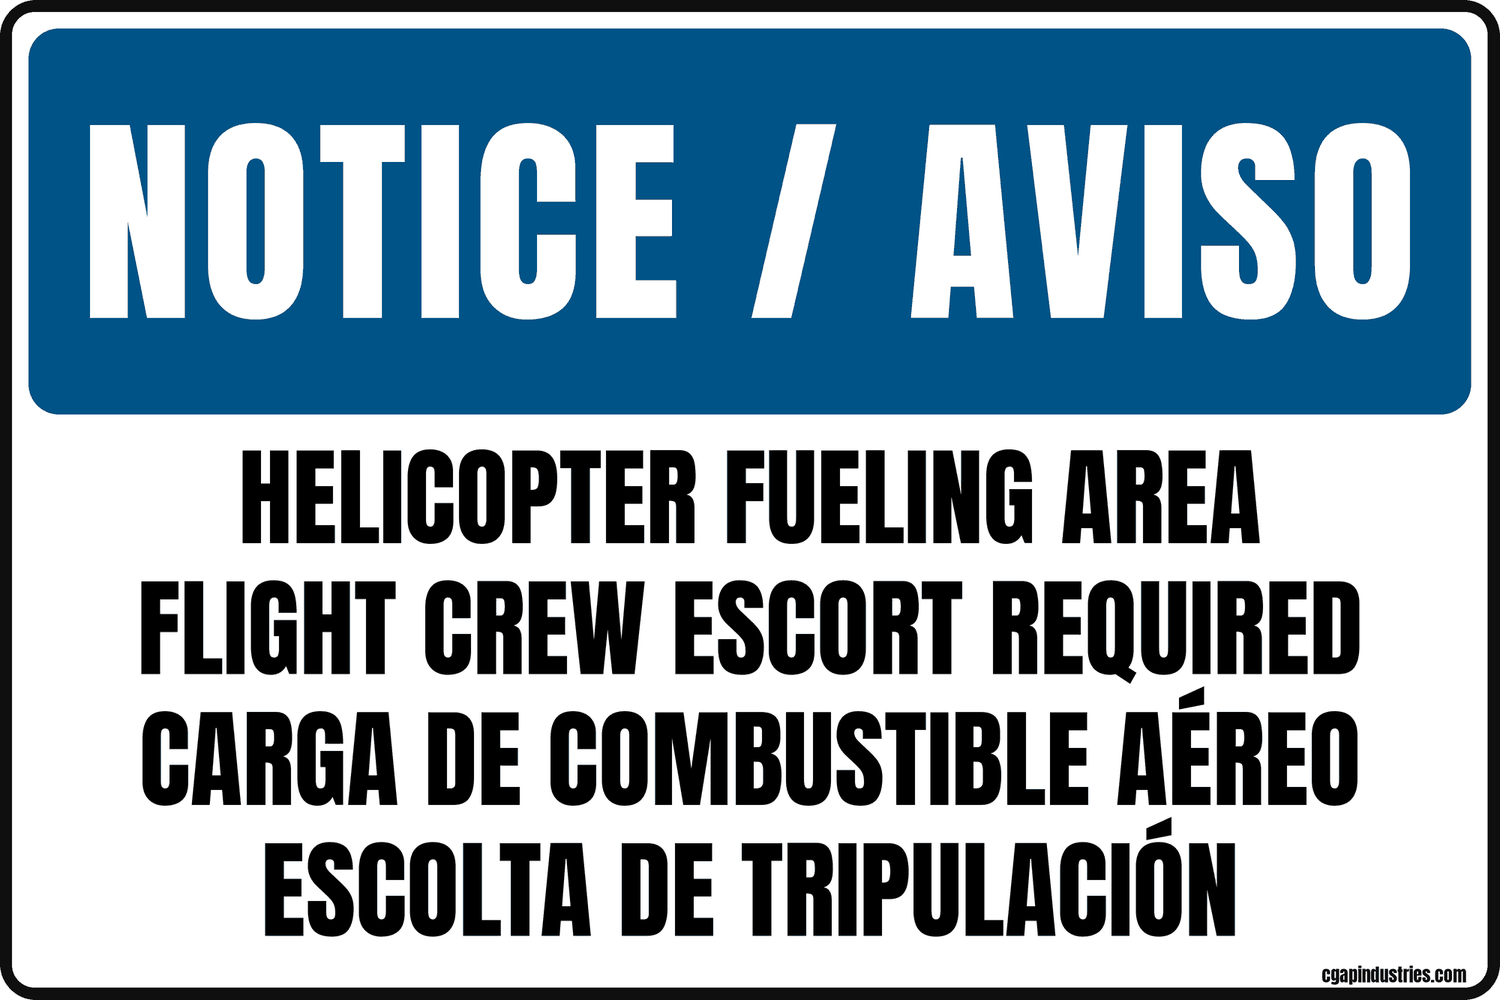 NOTICE / AVISO
HELICOPTER FUELING AREA
FLIGHT CREW ESCORT REQUIRED
CARGA DE COMBUSTIBLE AÉREO
ESCOLTA DE TRIPULACIÓN
cgapindustries.com